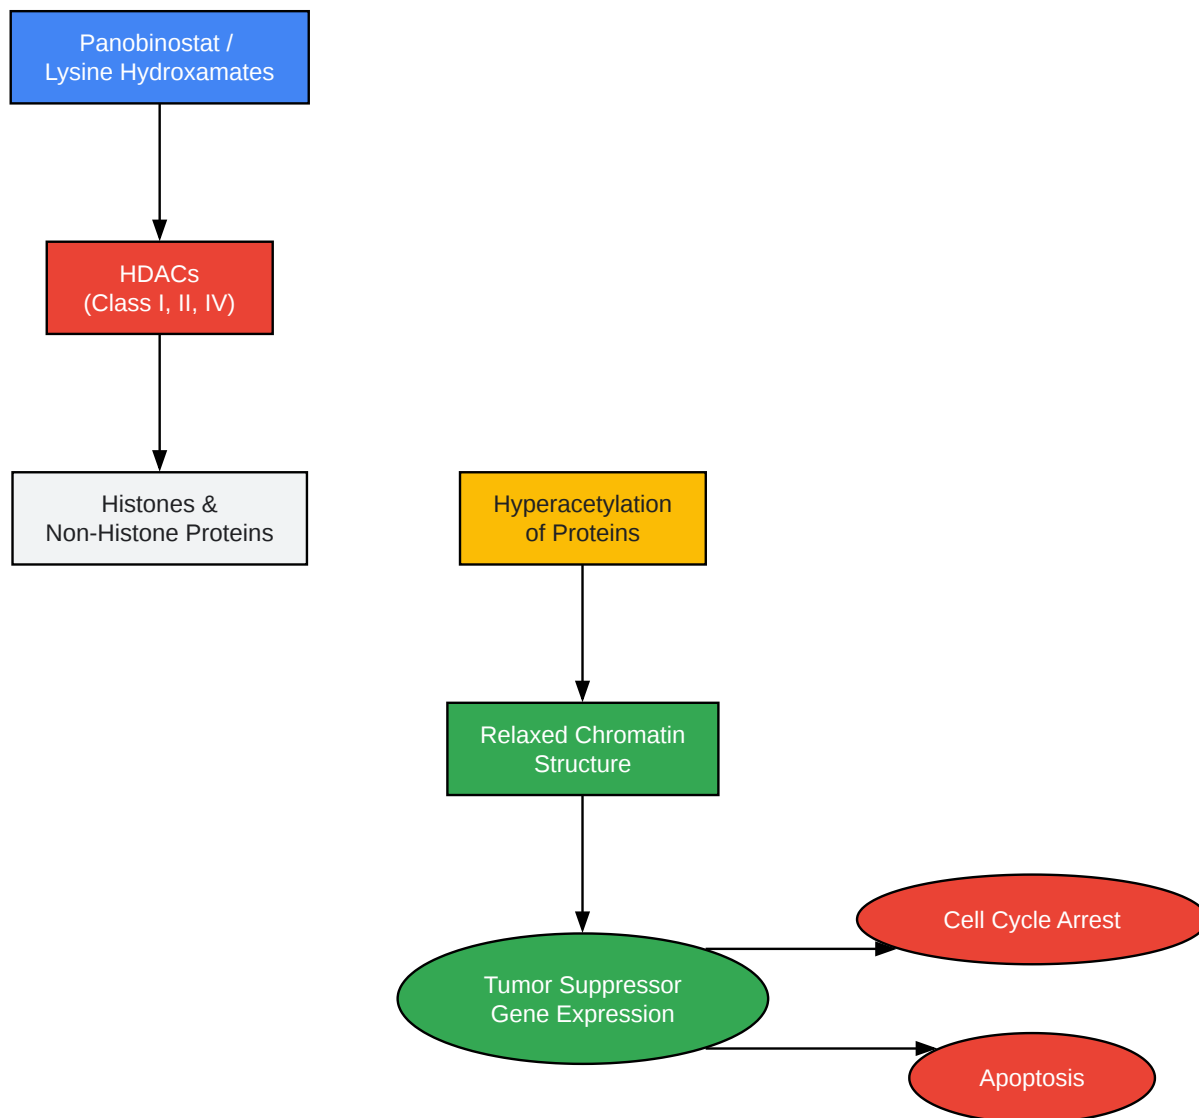 Panobinostat /
Lysine Hydroxamates
HDACs
(Class I, II, IV)
Histones &
Non-Histone Proteins
Hyperacetylation
of Proteins
Relaxed Chromatin
Structure
Tumor Suppressor
Gene Expression
Cell Cycle Arrest
Apoptosis